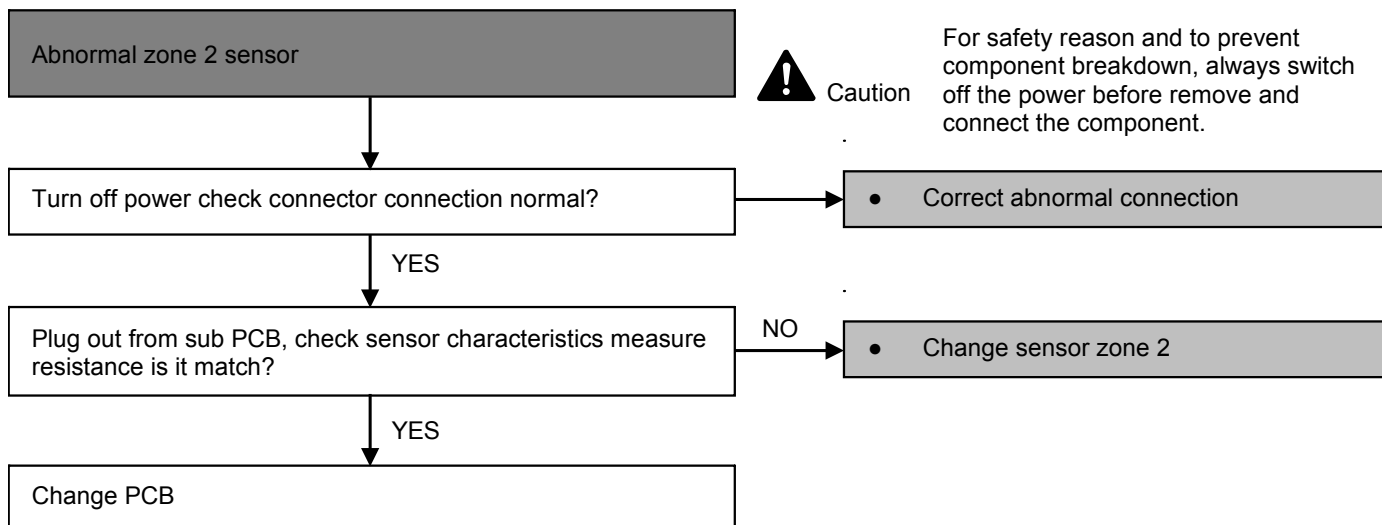 Abnormal zone 2 sensor
Caution
For safety reason and to prevent
component breakdown, always switch
off the power before remove and
connect the component.
Turn off power check connector connection normal?
● Correct abnormal connection
YES
Plug out from sub PCB, check sensor characteristics measure
resistance is it match?
NO
● Change sensor zone 2
YES
Change PCB